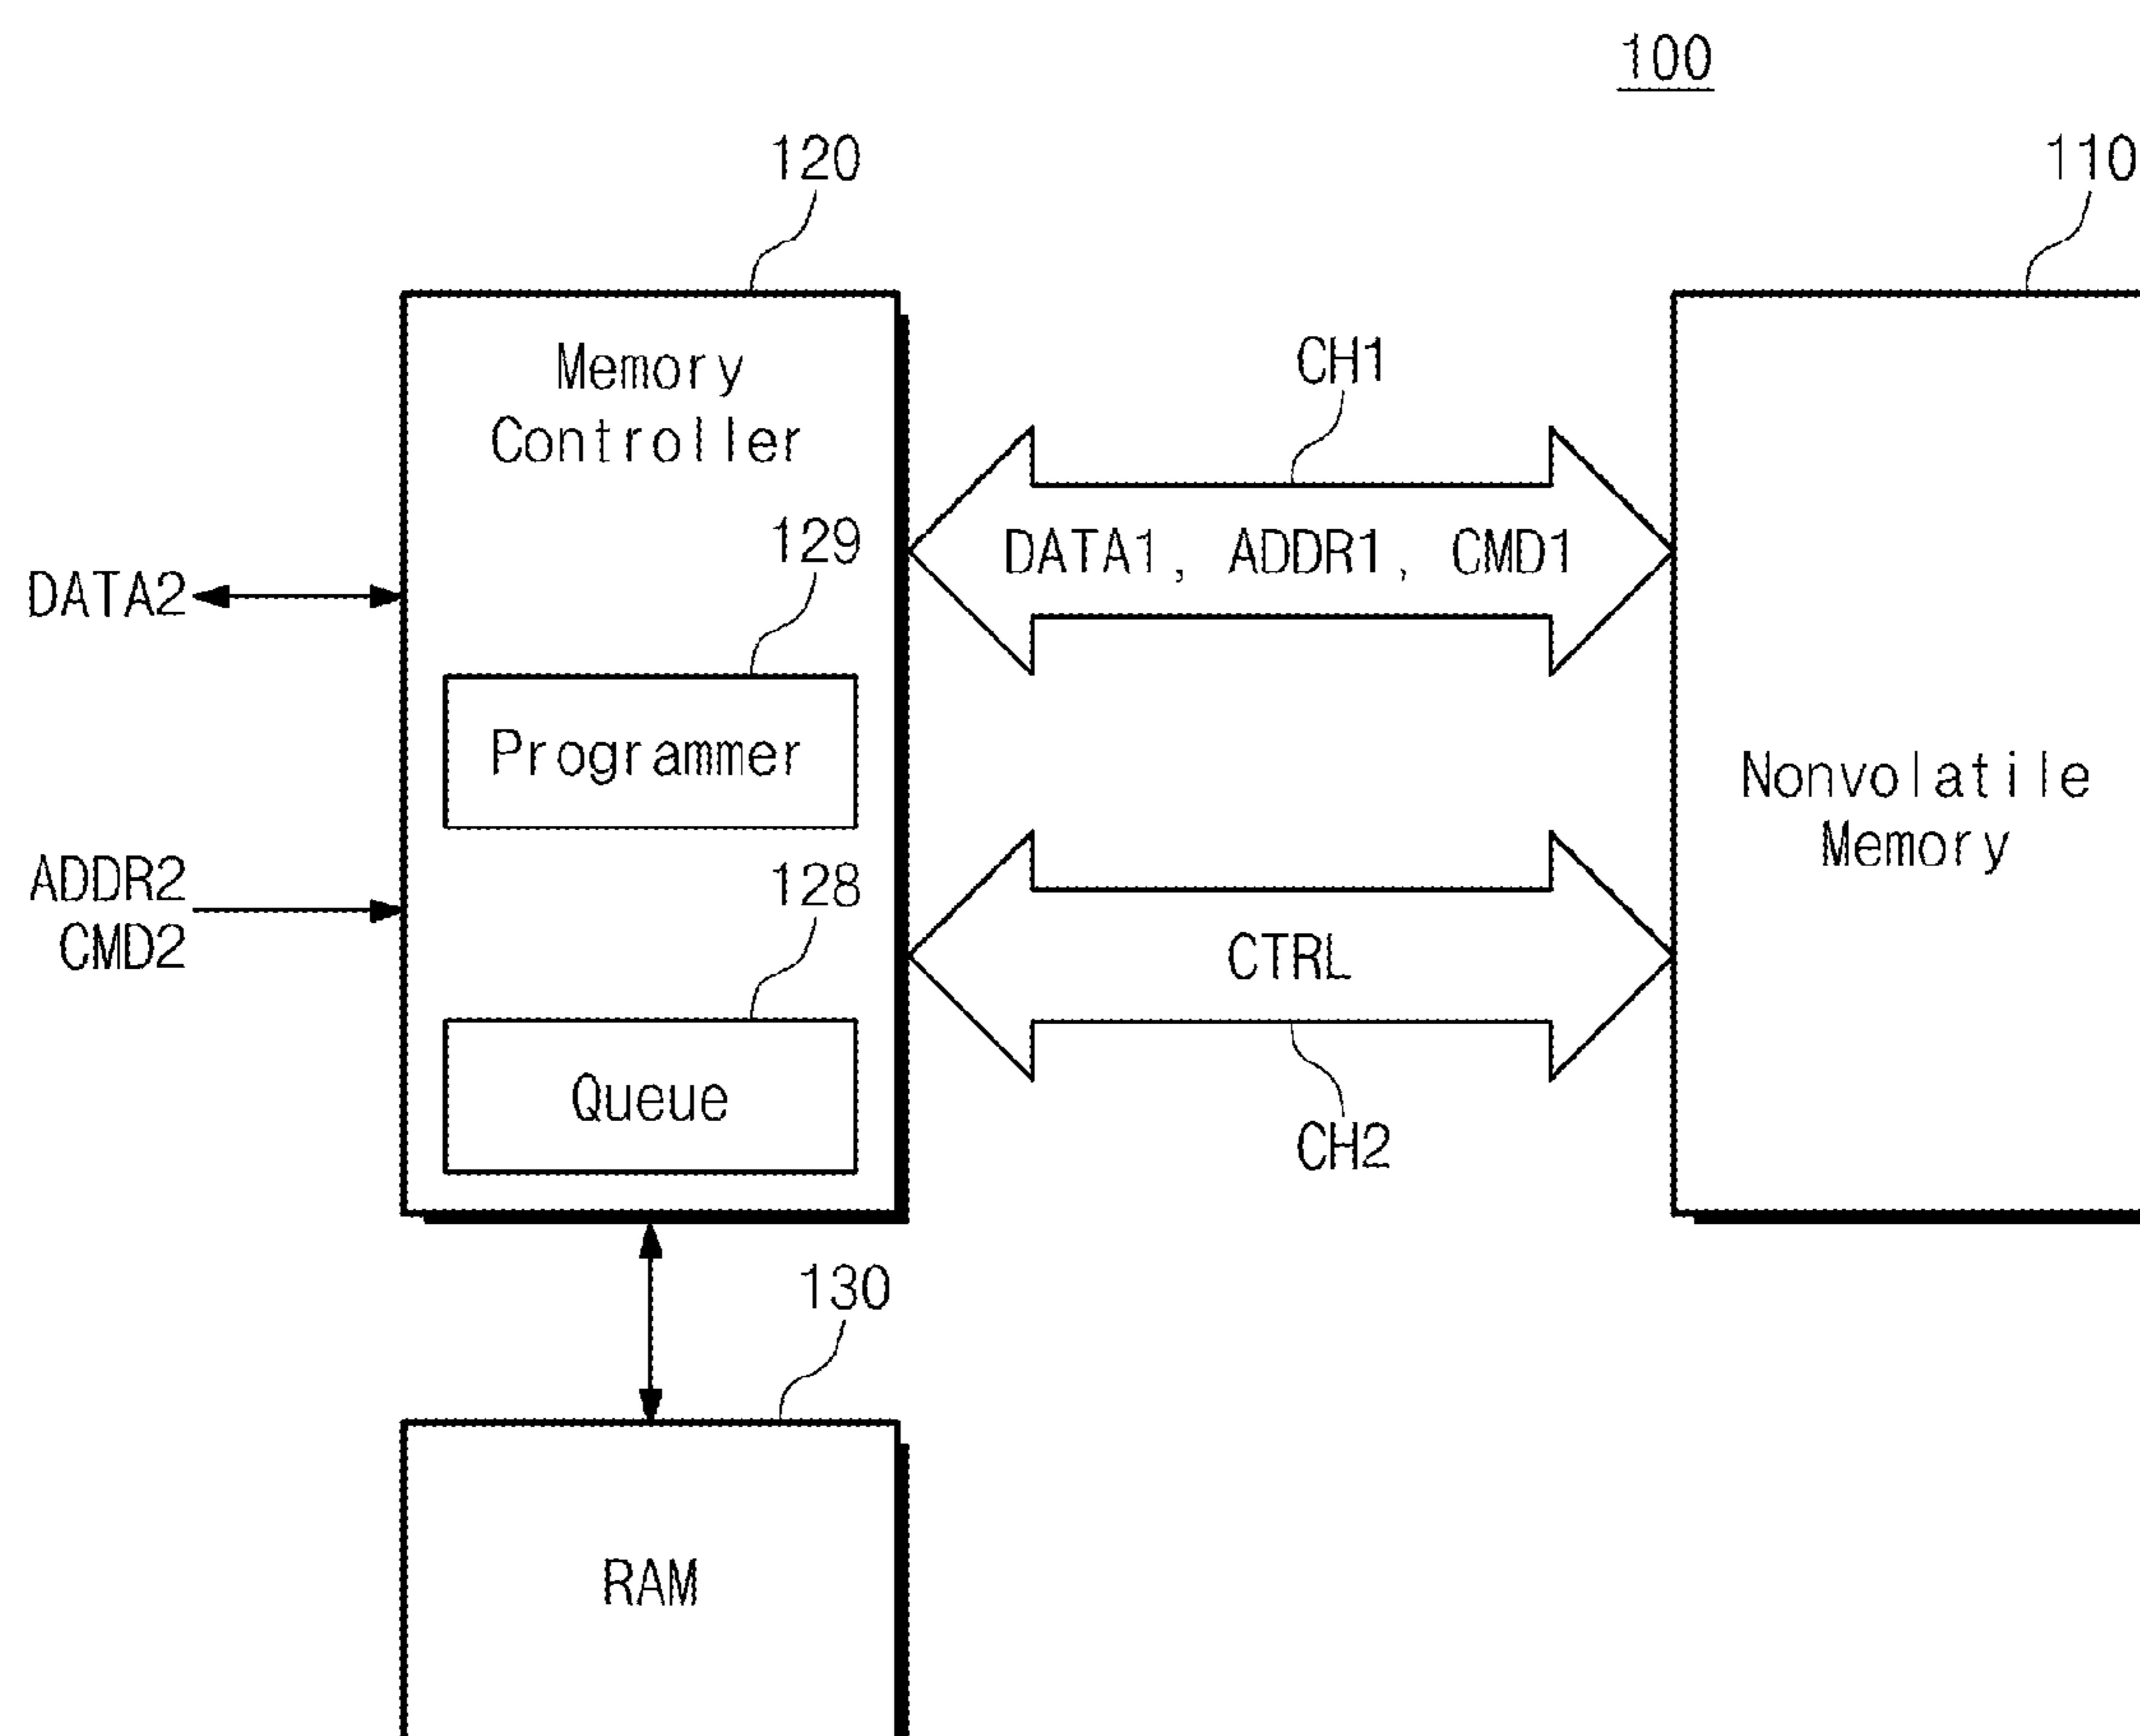 100
120
110
Memory
Controller
CH1
129
DATA1, ADDR1, CMD1
DATA2
Programmer
Nonvolatile
Memory
ADDR2
CMD2
128
CTRL
Queue
CH2
130
RAM